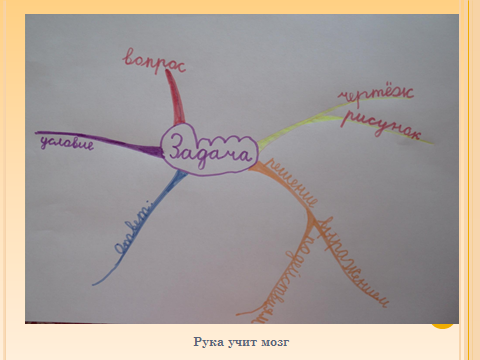 вопрос
чертёж
рисунок
условие
Задача
решение
ответ
выражением
по действиям
Рука учит мозг